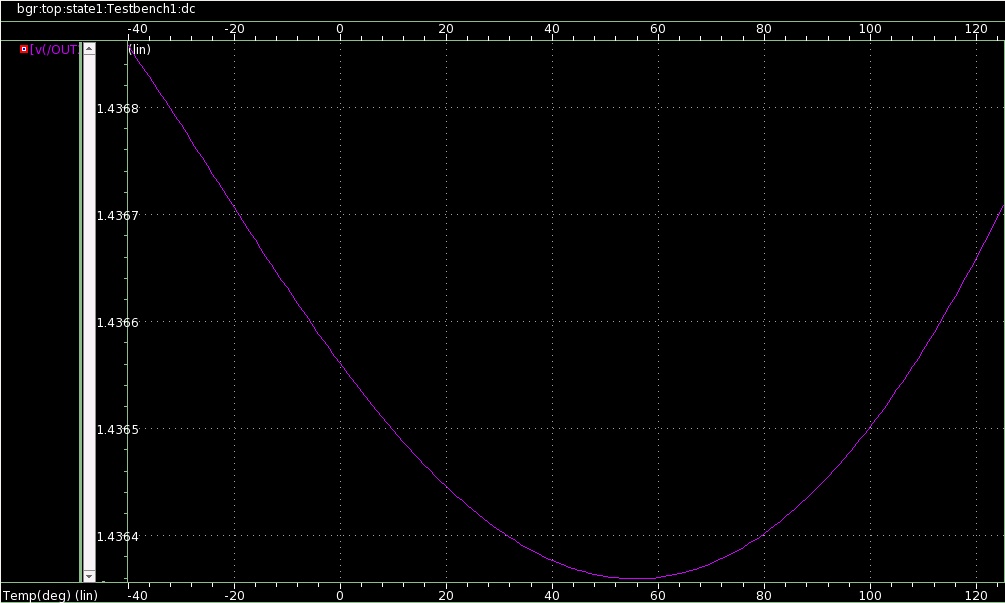 bgr:top:state1:Testbench1:dc
-40 -20 0 20 40 60 80 100 120
[v(/OUT (lin)
1.4368
1.4367
1.4366
1.4365
1.4364
Temp(deg) (lin) -40 -20 0 20 40 60 80 100 120